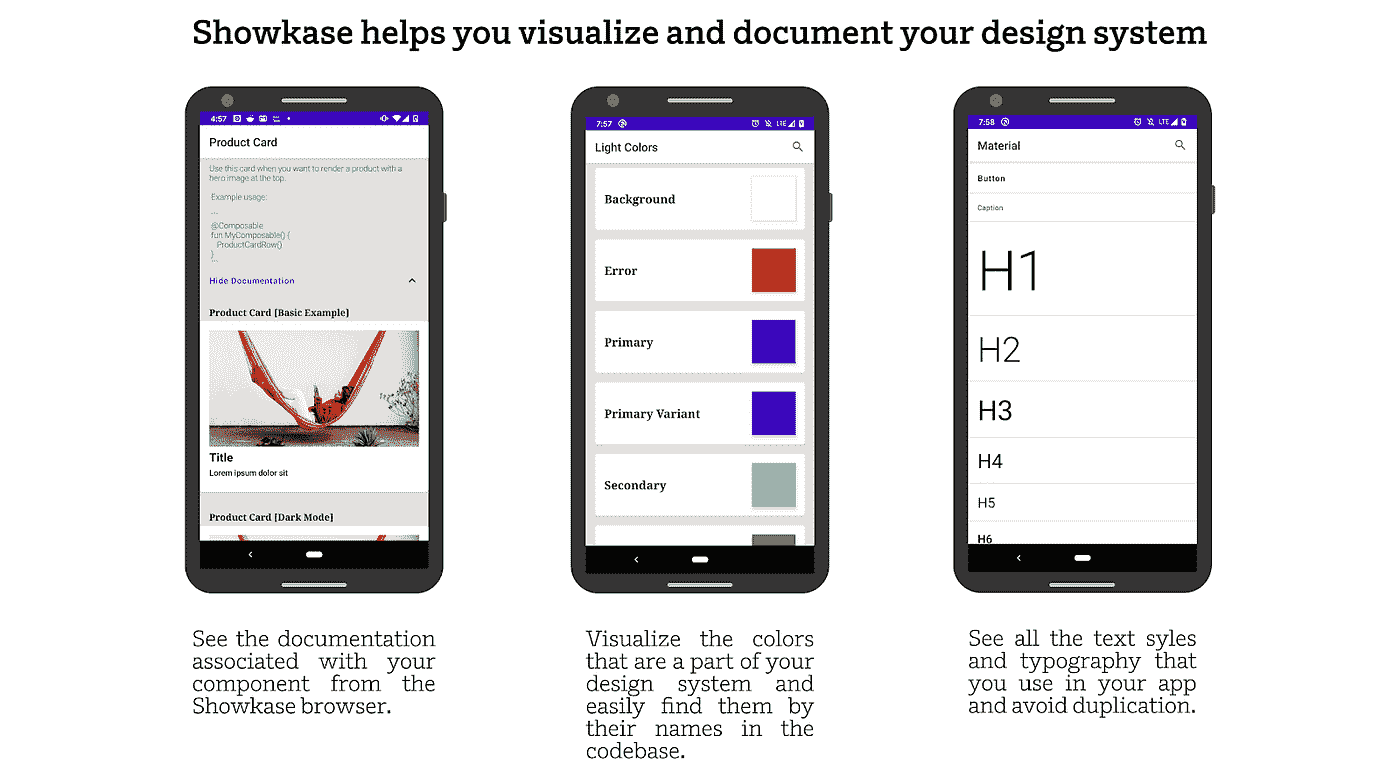 Showkase helps you visualize and document your design system
4:57
Product Card
Use this card when you want to render a product with a
hero image at the top.
Example usage:
```
@Composable
fun MyComposable() {
ProductCardRow()
}
```
Hide Documentation
Product Card [Basic Example]
Title
Lorem ipsum dolor sit
Product Card [Dark Mode]
See the documentation
associated with your
component from the
Showkase browser.
7:57
LTE
Light Colors
Background
Error
Primary
Primary Variant
Secondary
Visualize the colors
that are a part of your
design system and
easily find them by
their names in the
codebase.
7:58
LTE
Material
Button
Caption
H1
H2
H3
H4
H5
H6
See all the text syles
and typography that
you use in your app
and avoid duplication.